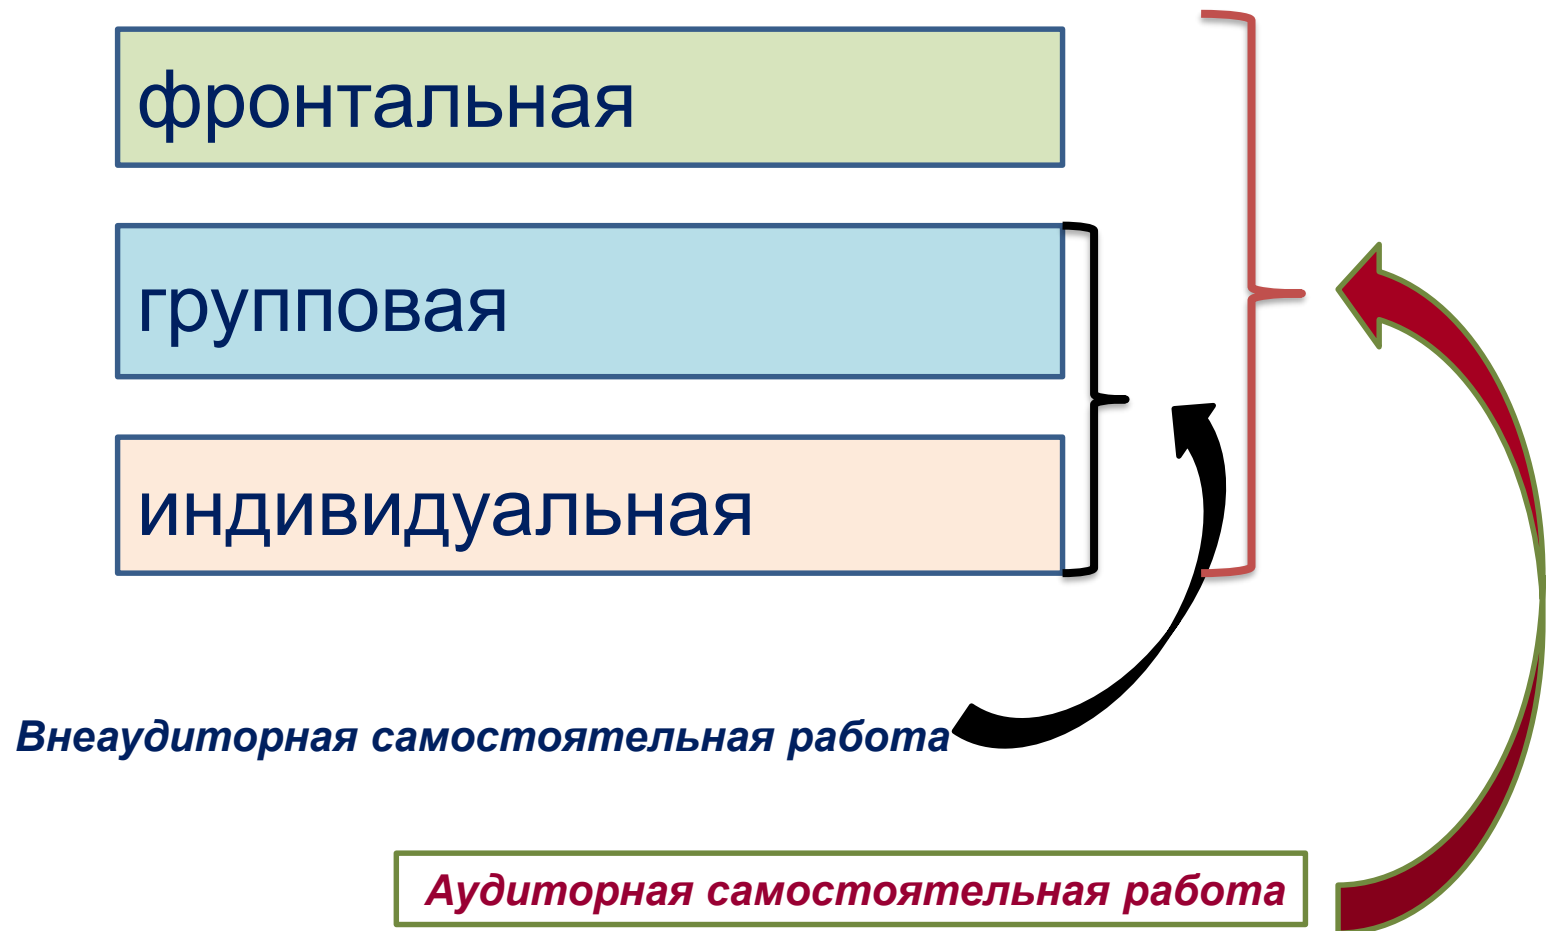 фронтальная
групповая
индивидуальная
Внеаудиторная самостоятельная работа
Аудиторная самостоятельная работа